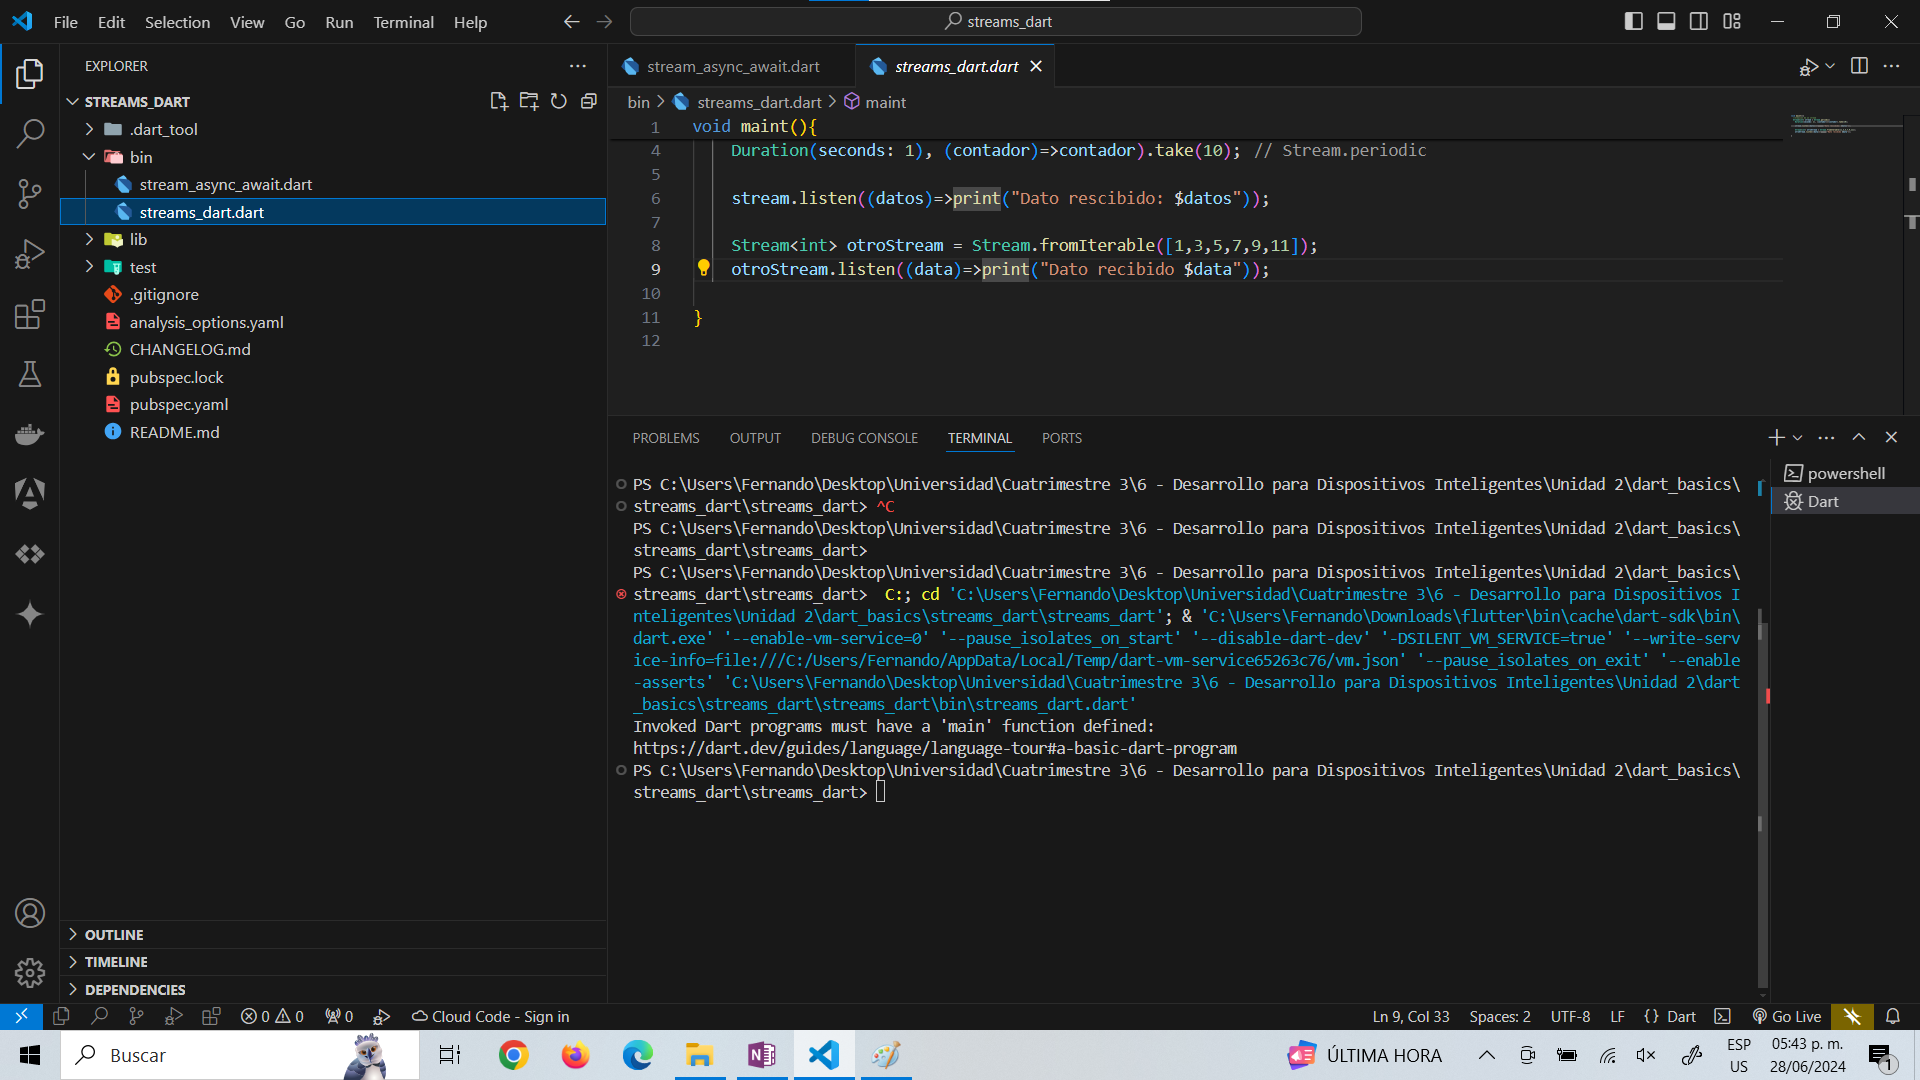 File Edit Selection View Go Run Terminal Help
streams_dart
EXPLORER
STREAMS_DART
.dart_tool
bin
stream_async_await.dart
streams_dart.dart
lib
test
.gitignore
analysis_options.yaml
CHANGELOG.md
pubspec.lock
pubspec.yaml
README.md
OUTLINE
TIMELINE
DEPENDENCIES
stream_async_await.dart streams_dart.dart
bin > streams_dart.dart > maint
1 void maint(){
4 Duration(seconds: 1), (contador)=>contador).take(10); // Stream.periodic
5
6 stream.listen((datos)=>print("Dato rescibido: $datos"));
7
8 Stream<int> otroStream = Stream.fromIterable([1,3,5,7,9,11]);
9 otroStream.listen((data)=>print("Dato recibido $data"));
10
11 }
12
PROBLEMS OUTPUT DEBUG CONSOLE TERMINAL PORTS
powershell
Dart
PS C:\Users\Fernando\Desktop\Universidad\Cuatrimestre 3\6 - Desarrollo para Dispositivos Inteligentes\Unidad 2\dart_basics\
streams_dart\streams_dart> ^C
PS C:\Users\Fernando\Desktop\Universidad\Cuatrimestre 3\6 - Desarrollo para Dispositivos Inteligentes\Unidad 2\dart_basics\
streams_dart\streams_dart>
PS C:\Users\Fernando\Desktop\Universidad\Cuatrimestre 3\6 - Desarrollo para Dispositivos Inteligentes\Unidad 2\dart_basics\
streams_dart\streams_dart>  C:; cd 'C:\Users\Fernando\Desktop\Universidad\Cuatrimestre 3\6 - Desarrollo para Dispositivos I
nteligentes\Unidad 2\dart_basics\streams_dart\streams_dart'; & 'C:\Users\Fernando\Downloads\flutter\bin\cache\dart-sdk\bin\
dart.exe' '--enable-vm-service=0' '--pause_isolates_on_start' '--disable-dart-dev' '-DSILENT_VM_SERVICE=true' '--write-serv
ice-info=file:///C:/Users/Fernando/AppData/Local/Temp/dart-vm-service65263c76/vm.json' '--pause_isolates_on_exit' '--enable
-asserts' 'C:\Users\Fernando\Desktop\Universidad\Cuatrimestre 3\6 - Desarrollo para Dispositivos Inteligentes\Unidad 2\dart
_basics\streams_dart\streams_dart\bin\streams_dart.dart'
Invoked Dart programs must have a 'main' function defined:
https://dart.dev/guides/language/language-tour#a-basic-dart-program
PS C:\Users\Fernando\Desktop\Universidad\Cuatrimestre 3\6 - Desarrollo para Dispositivos Inteligentes\Unidad 2\dart_basics\
streams_dart\streams_dart>
0 0 0 Cloud Code - Sign in Ln 9, Col 33 Spaces: 2 UTF-8 LF {} Dart Go Live
Buscar ÚLTIMA HORA
ESP
US
05:43 p. m.
28/06/2024
1